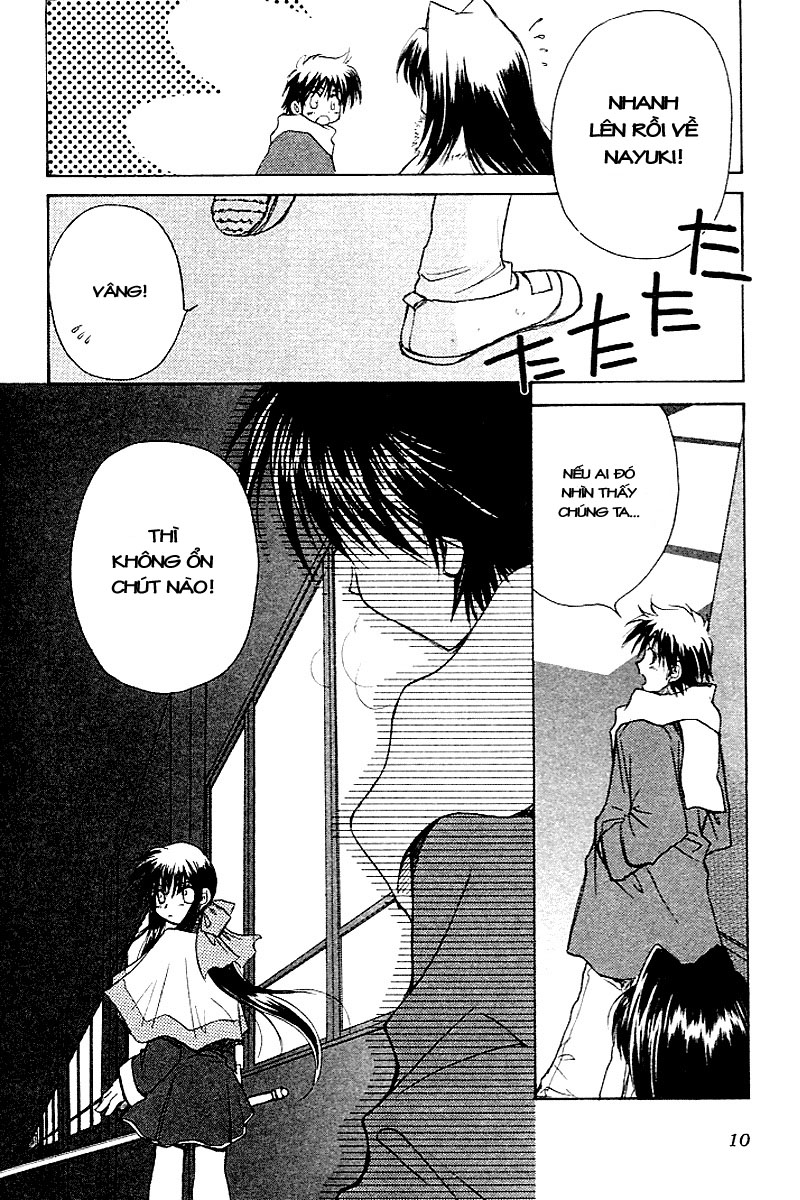 NHANH
LÊN RỒI VỀ
NAYUKI!
VÂNG!
た
た
た
た
た
NẾU AI ĐÓ
NHÌN THẤY
CHÚNG TA...
THÌ
KHÔNG ỔN
CHÚT NÀO!
10